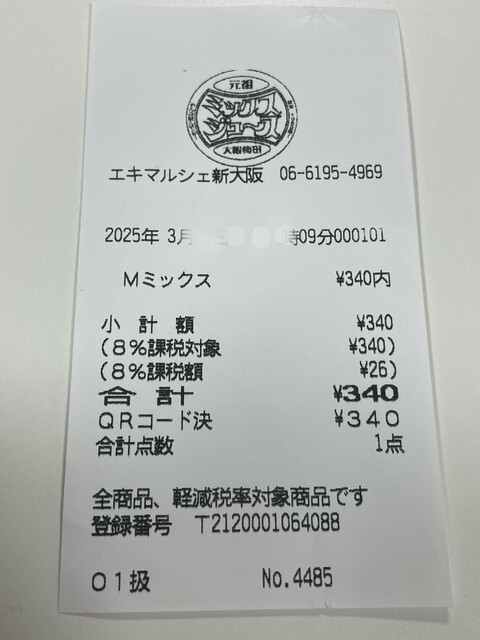 元祖
ミックス
ジュース
大阪梅田
エキマルシェ新大阪 06-6195-4969
2025年 3月 時09分000101
Mミックス ¥340内
小 計 額 ¥340
(8%課税対象 ¥340)
(8%課税額 ¥26)
合 計 ¥340
QRコード決 ¥340
合計点数 1点
全商品、軽減税率対象商品です
登録番号 T2120001064088
01扱 No.4485